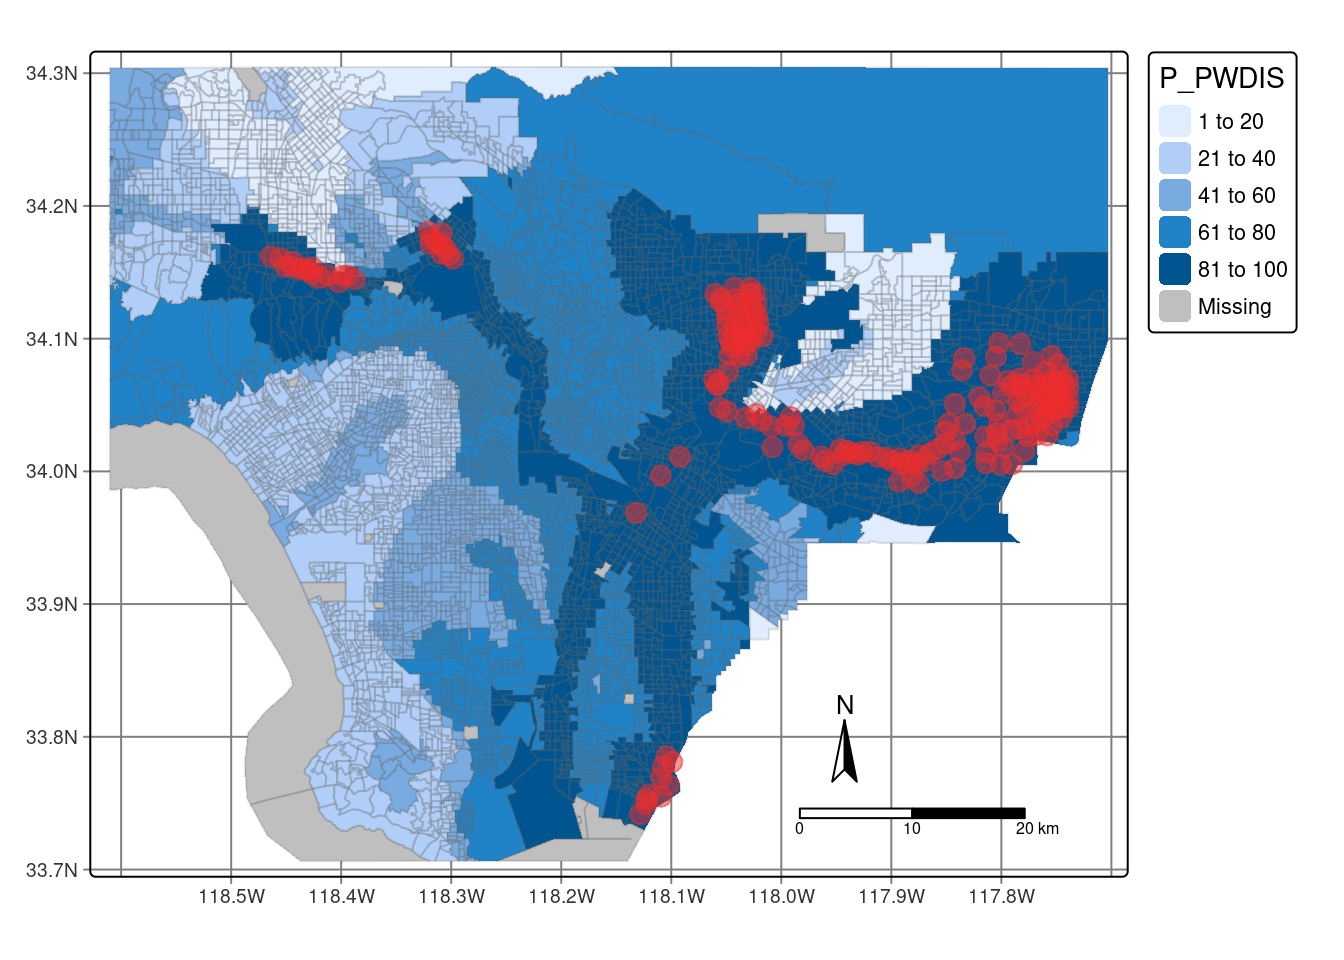 34.3N
34.2N
34.1N
34.0N
33.9N
33.8N
33.7N
118.5W 118.4W 118.3W 118.2W 118.1W 118.0W 117.9W 117.8W
N
0 10 20 km
P_PWDIS
1 to 20
21 to 40
41 to 60
61 to 80
81 to 100
Missing